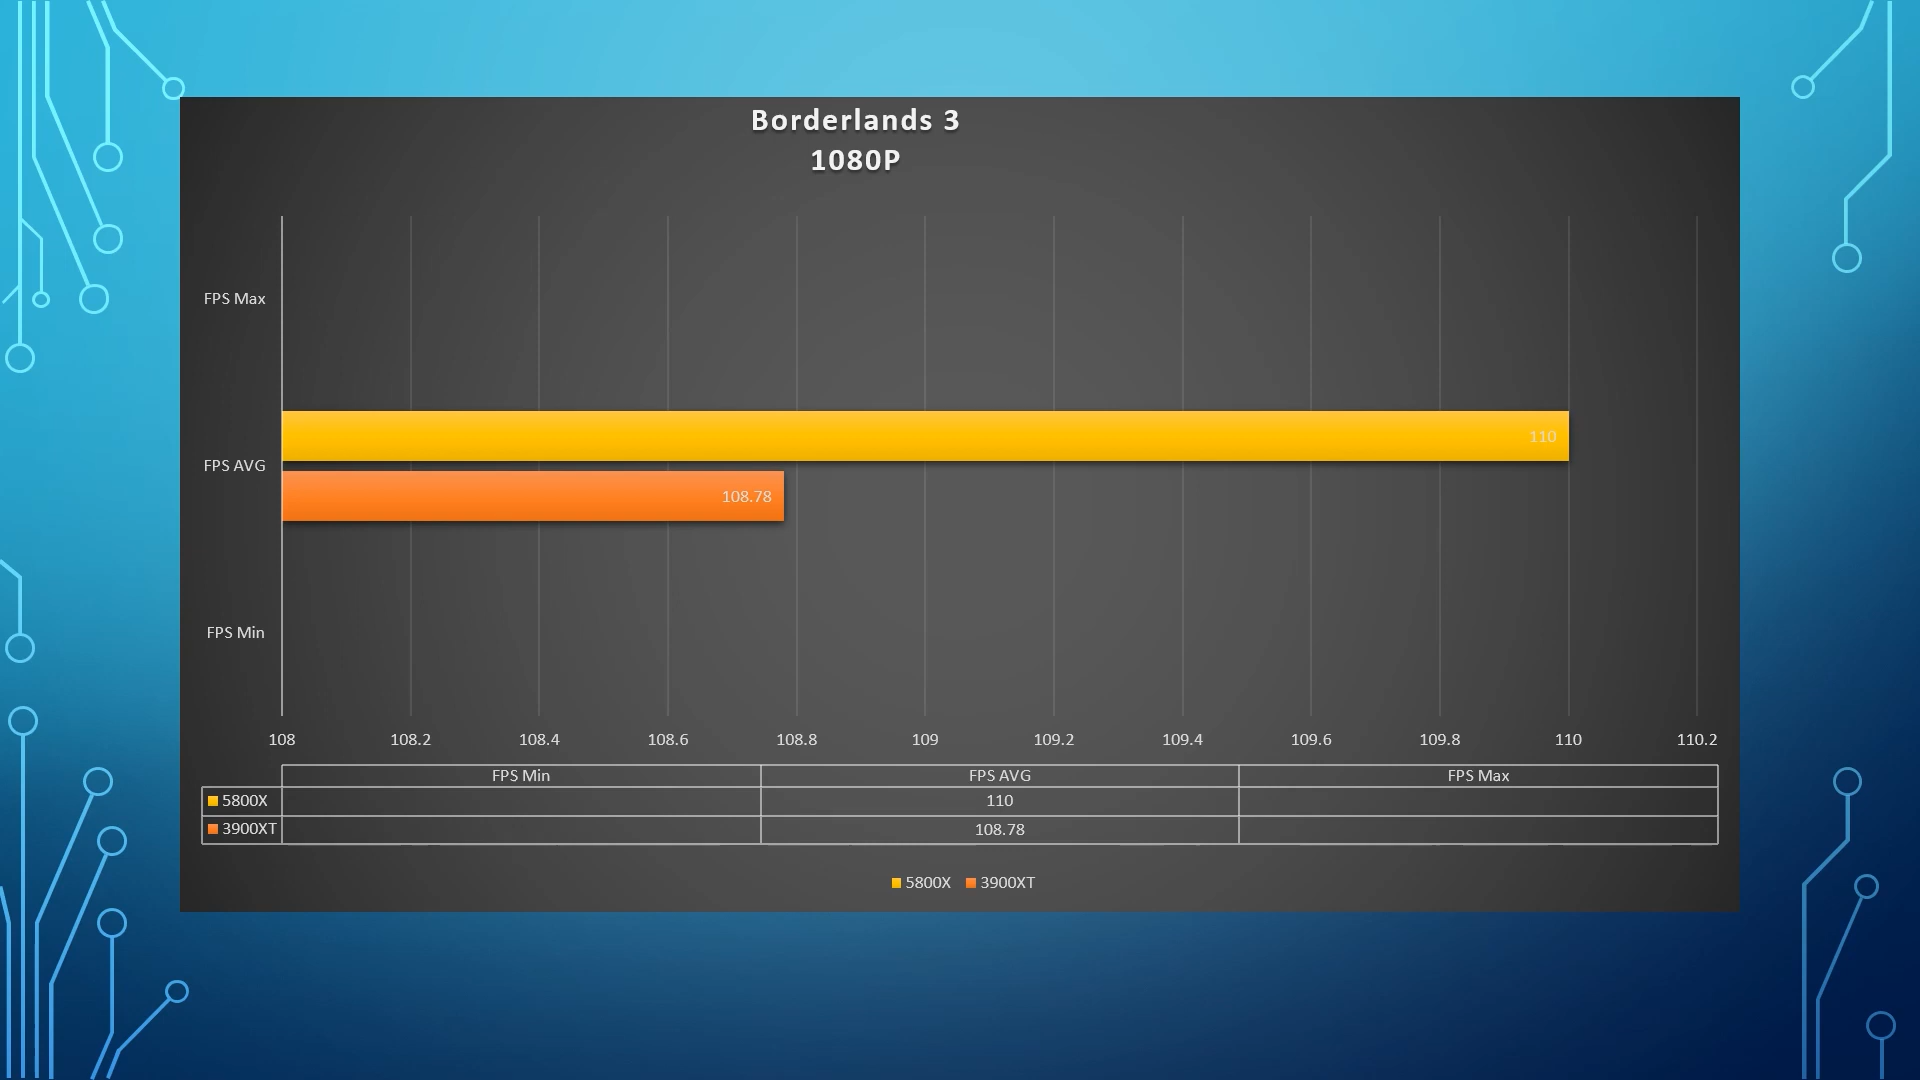 Borderlands 3
1080P
FPS Max
FPS AVG
110
108.78
FPS Min
108 108.2 108.4 108.6 108.8 109 109.2 109.4 109.6 109.8 110 110.2
FPS Min FPS AVG FPS Max
5800X 110
3900XT 108.78
5800X 3900XT